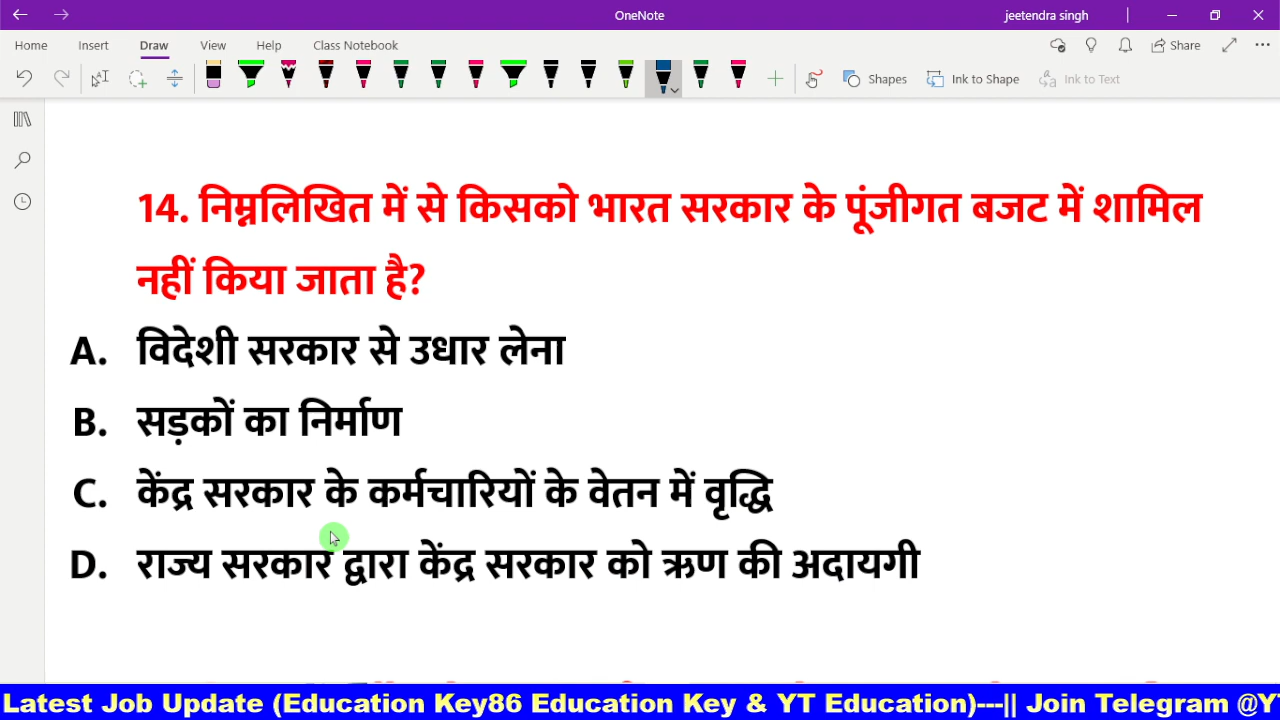 OneNote
jeetendra singh
Home Insert Draw View Help Class Notebook
Share
Shapes Ink to Shape Ink to Text
14. निम्नलिखित में से किसको भारत सरकार के पूंजीगत बजट में शामिल
नहीं किया जाता है?
A. विदेशी सरकार से उधार लेना
B. सड़कों का निर्माण
C. केंद्र सरकार के कर्मचारियों के वेतन में वृद्धि
D. राज्य सरकार द्वारा केंद्र सरकार को ऋण की अदायगी
Latest Job Update (Education Key86 Education Key & YT Education)---|| Join Telegram @Y